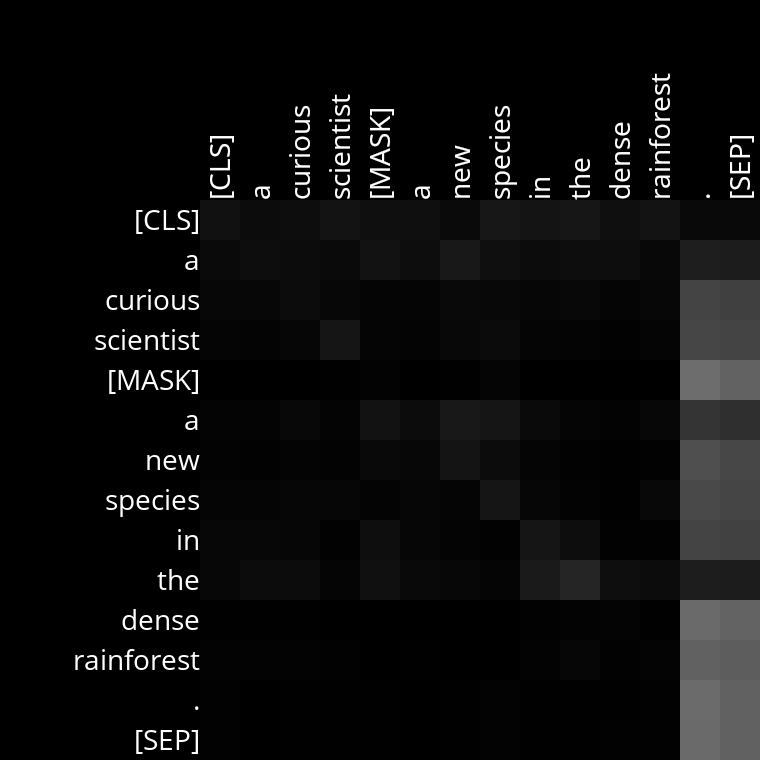 [CLS] a curious scientist [MASK] a new species in the dense rainforest . [SEP]
[CLS]
a
curious
scientist
[MASK]
a
new
species
in
the
dense
rainforest
.
[SEP]